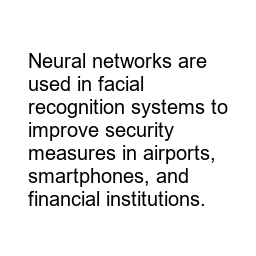 Neural networks are
used in facial
recognition systems to
improve security
measures in airports,
smartphones, and
financial institutions.